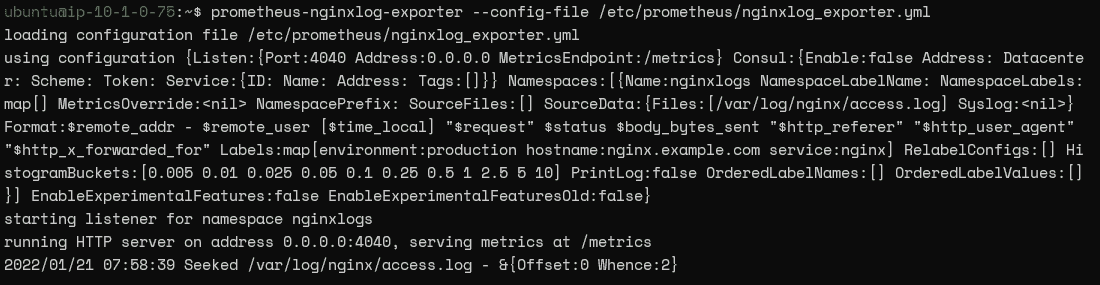 ubuntu@ip-10-1-0-75:~$ prometheus-nginxlog-exporter --config-file /etc/prometheus/nginxlog_exporter.yml
loading configuration file /etc/prometheus/nginxlog_exporter.yml
using configuration {Listen:{Port:4040 Address:0.0.0.0 MetricsEndpoint:/metrics} Consul:{Enable:false Address: Datacente
r: Scheme: Token: Service:{ID: Name: Address: Tags:[]}} Namespaces:[{Name:nginxlogs NamespaceLabelName: NamespaceLabels:
map[] MetricsOverride:<nil> NamespacePrefix: SourceFiles:[] SourceData:{Files:[/var/log/nginx/access.log] Syslog:<nil>}
Format:$remote_addr - $remote_user [$time_local] "$request" $status $body_bytes_sent "$http_referer" "$http_user_agent"
"$http_x_forwarded_for" Labels:map[environment:production hostname:nginx.example.com service:nginx] RelabelConfigs:[] Hi
stogramBuckets:[0.005 0.01 0.025 0.05 0.1 0.25 0.5 1 2.5 5 10] PrintLog:false OrderedLabelNames:[] OrderedLabelValues:[]
}] EnableExperimentalFeatures:false EnableExperimentalFeaturesOld:false}
starting listener for namespace nginxlogs
running HTTP server on address 0.0.0.0:4040, serving metrics at /metrics
2022/01/21 07:58:39 Seeked /var/log/nginx/access.log - &{Offset:0 Whence:2}